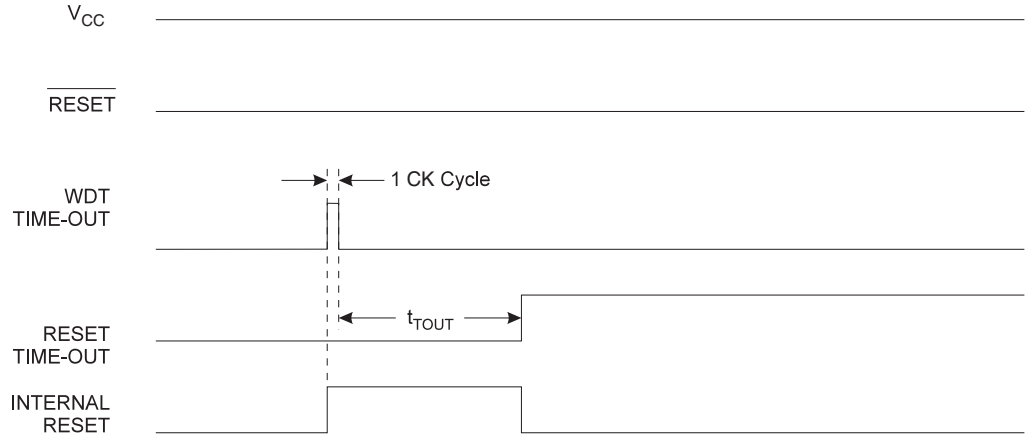 VCC
RESET
1 CK Cycle
WDT
TIME-OUT
tTOUT
RESET
TIME-OUT
INTERNAL
RESET